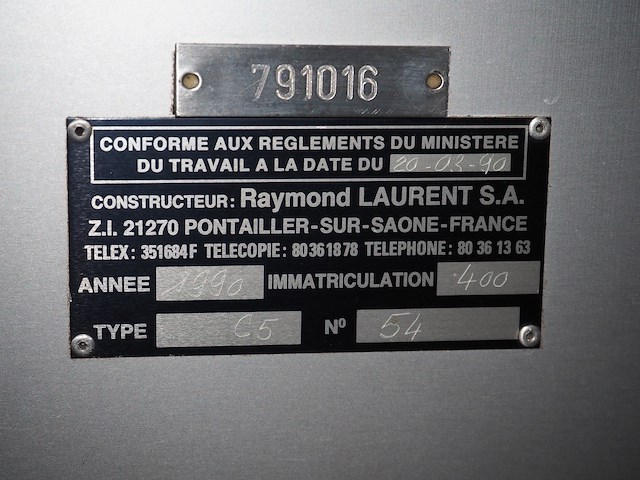 791016
CONFORME AUX REGLEMENTS DU MINISTERE
DU TRAVAIL A LA DATE DU 20-03-90
CONSTRUCTEUR: Raymond LAURENT S.A.
Z.I. 21270 PONTAILLER-SUR-SAONE-FRANCE
TELEX: 351684F TELECOPIE: 80361878 TELEPHONE: 80 36 13 63
ANNEE 1990 IMMATRICULATION 400
TYPE C5 Nº 54